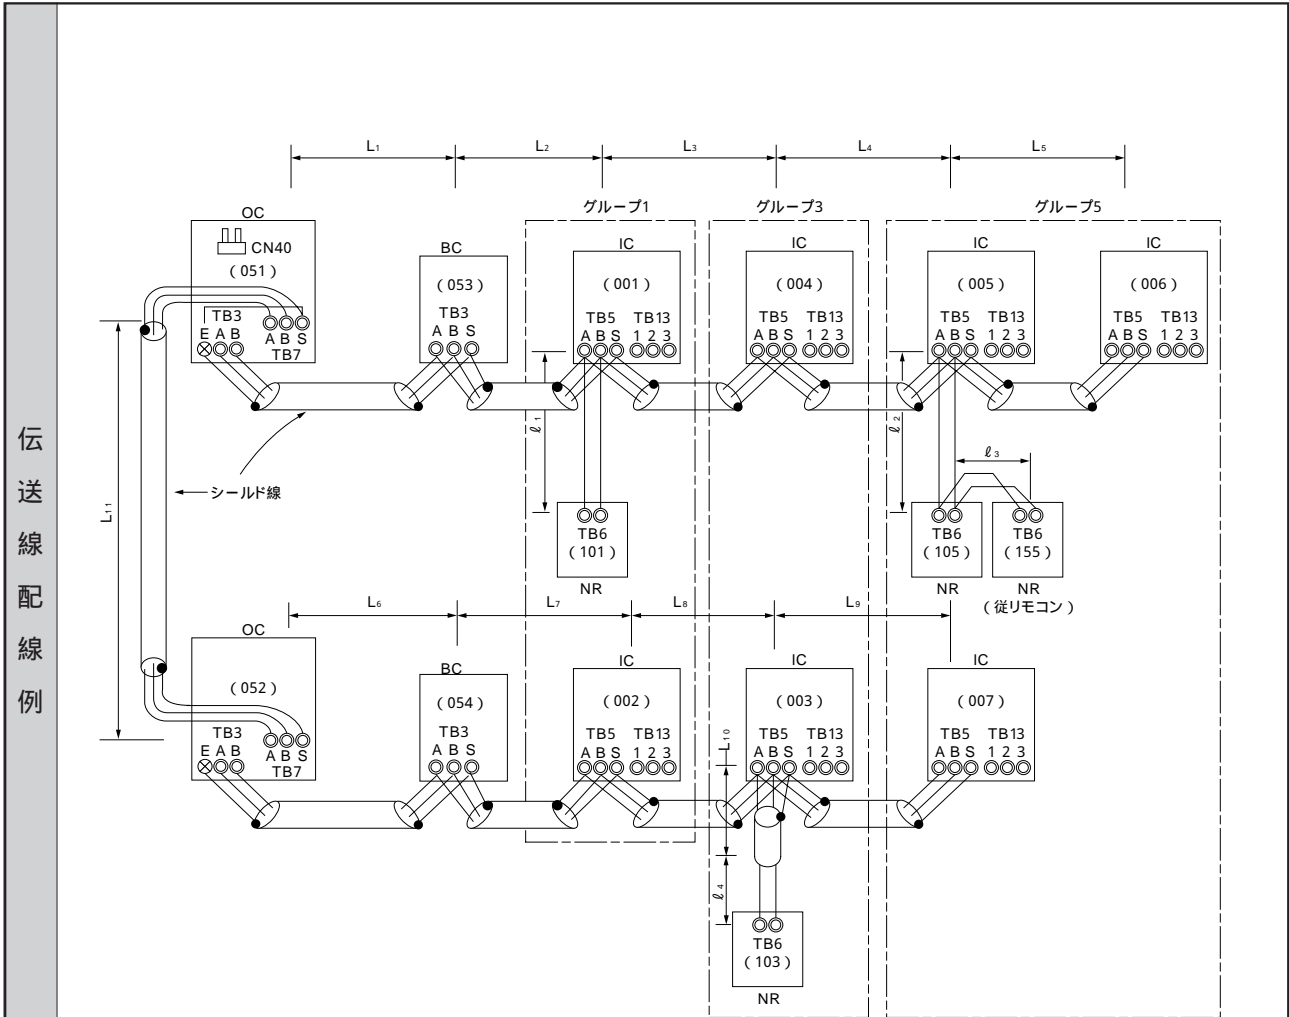 伝送線配線例
L1 L2 L3 L4 L5
グループ1 グループ3 グループ5
OC
CN40
(051)
TB3
E A B
A B S
TB7
BC
(053)
TB3
A B S
IC
(001)
TB5 TB13
A B S 1 2 3
IC
(004)
TB5 TB13
A B S 1 2 3
IC
(005)
TB5 TB13
A B S 1 2 3
IC
(006)
TB5 TB13
A B S 1 2 3
ℓ1
ℓ2
ℓ3
シールド線
L11
TB6
(101)
NR
TB6
(105)
NR
TB6
(155)
NR
(従リモコン)
L6 L7 L8 L9
OC
(052)
TB3
E A B
A B S
TB7
BC
(054)
TB3
A B S
IC
(002)
TB5 TB13
A B S 1 2 3
IC
(003)
TB5 TB13
A B S 1 2 3
IC
(007)
TB5 TB13
A B S 1 2 3
L10
ℓ4
TB6
(103)
NR